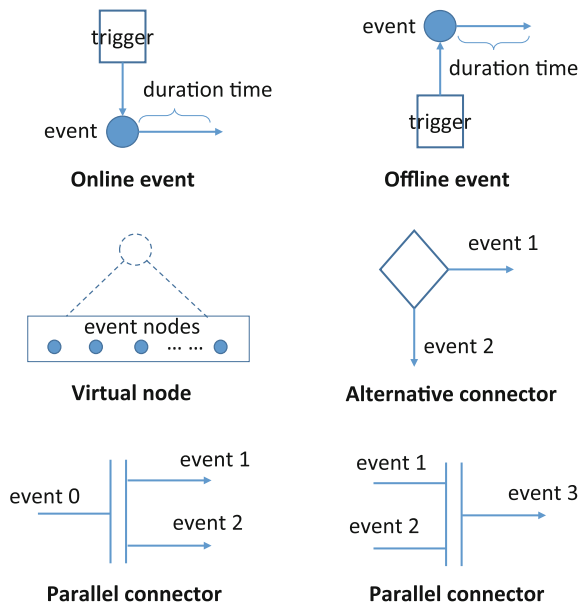 trigger
duration time
event
Online event
event
duration time
trigger
Offline event
event nodes
... ...
Virtual node
event 1
event 2
Alternative connector
event 0
event 1
event 2
Parallel connector
event 1
event 2
event 3
Parallel connector